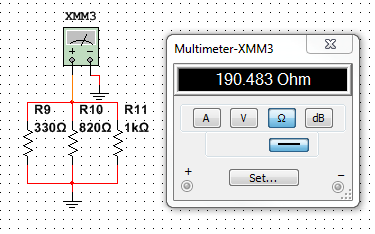 XMM3
R9 R10 R11
330Ω 820Ω 1kΩ
Multimeter-XMM3
190.483 Ohm
A V Ω dB
+ Set... −